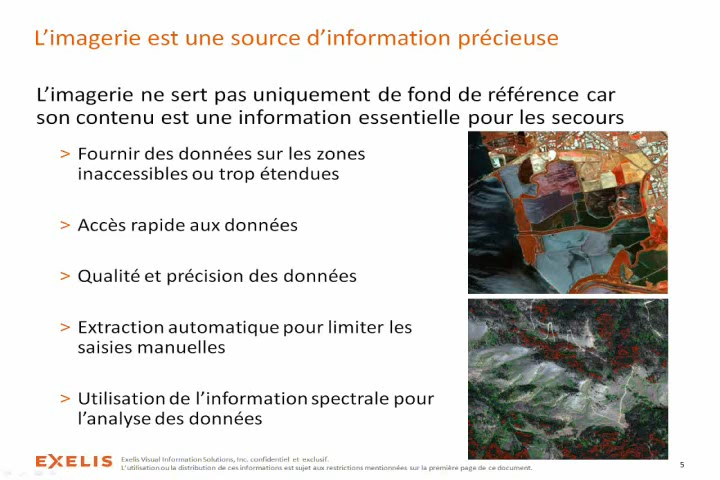 L’imagerie est une source d’information précieuse
L’imagerie ne sert pas uniquement de fond de référence car
son contenu est une information essentielle pour les secours
> Fournir des données sur les zones
inaccessibles ou trop étendues
> Accès rapide aux données
> Qualité et précision des données
> Extraction automatique pour limiter les
saisies manuelles
> Utilisation de l’information spectrale pour
l’analyse des données
EXELIS
Exelis Visual Information Solutions, Inc. confidentiel et exclusif.
L’utilisation ou la distribution de ces informations est sujet aux restrictions mentionnées sur la première page de ce document.
5